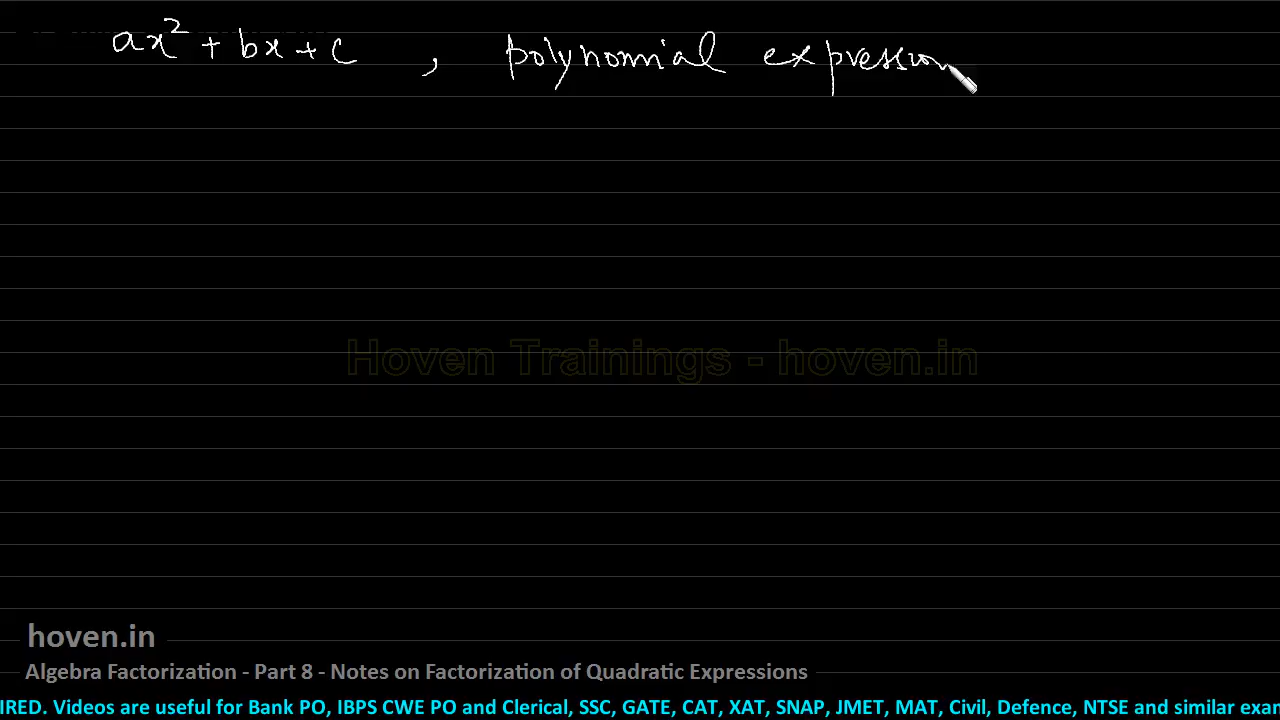 ax² + bx + c , polynomial expression
Hoven Trainings - hoven.in
hoven.in
Algebra Factorization - Part 8 - Notes on Factorization of Quadratic Expressions
IRED. Videos are useful for Bank PO, IBPS CWE PO and Clerical, SSC, GATE, CAT, XAT, SNAP, JMET, MAT, Civil, Defence, NTSE and similar exar